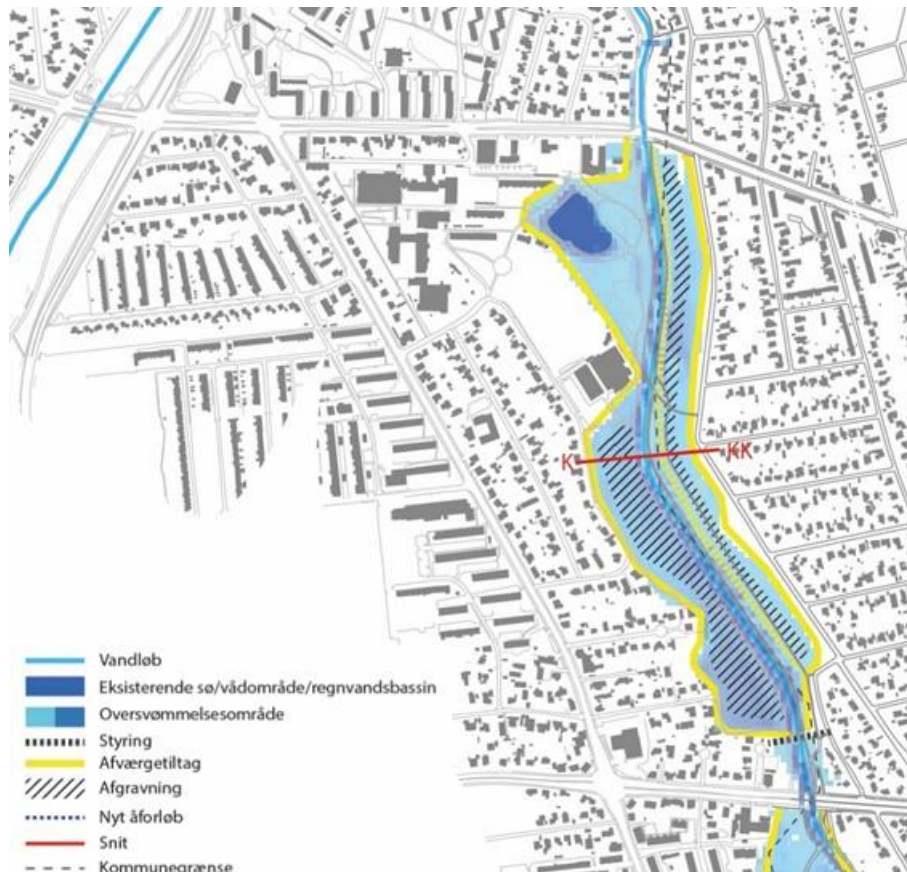 K
KK
Vandløb
Eksisterende sø/vådområde/regnvandsbassin
Oversvømmelsesområde
Styring
Afværgetiltag
Afgravning
Nyt åforløb
Snit
Kommunegrænse